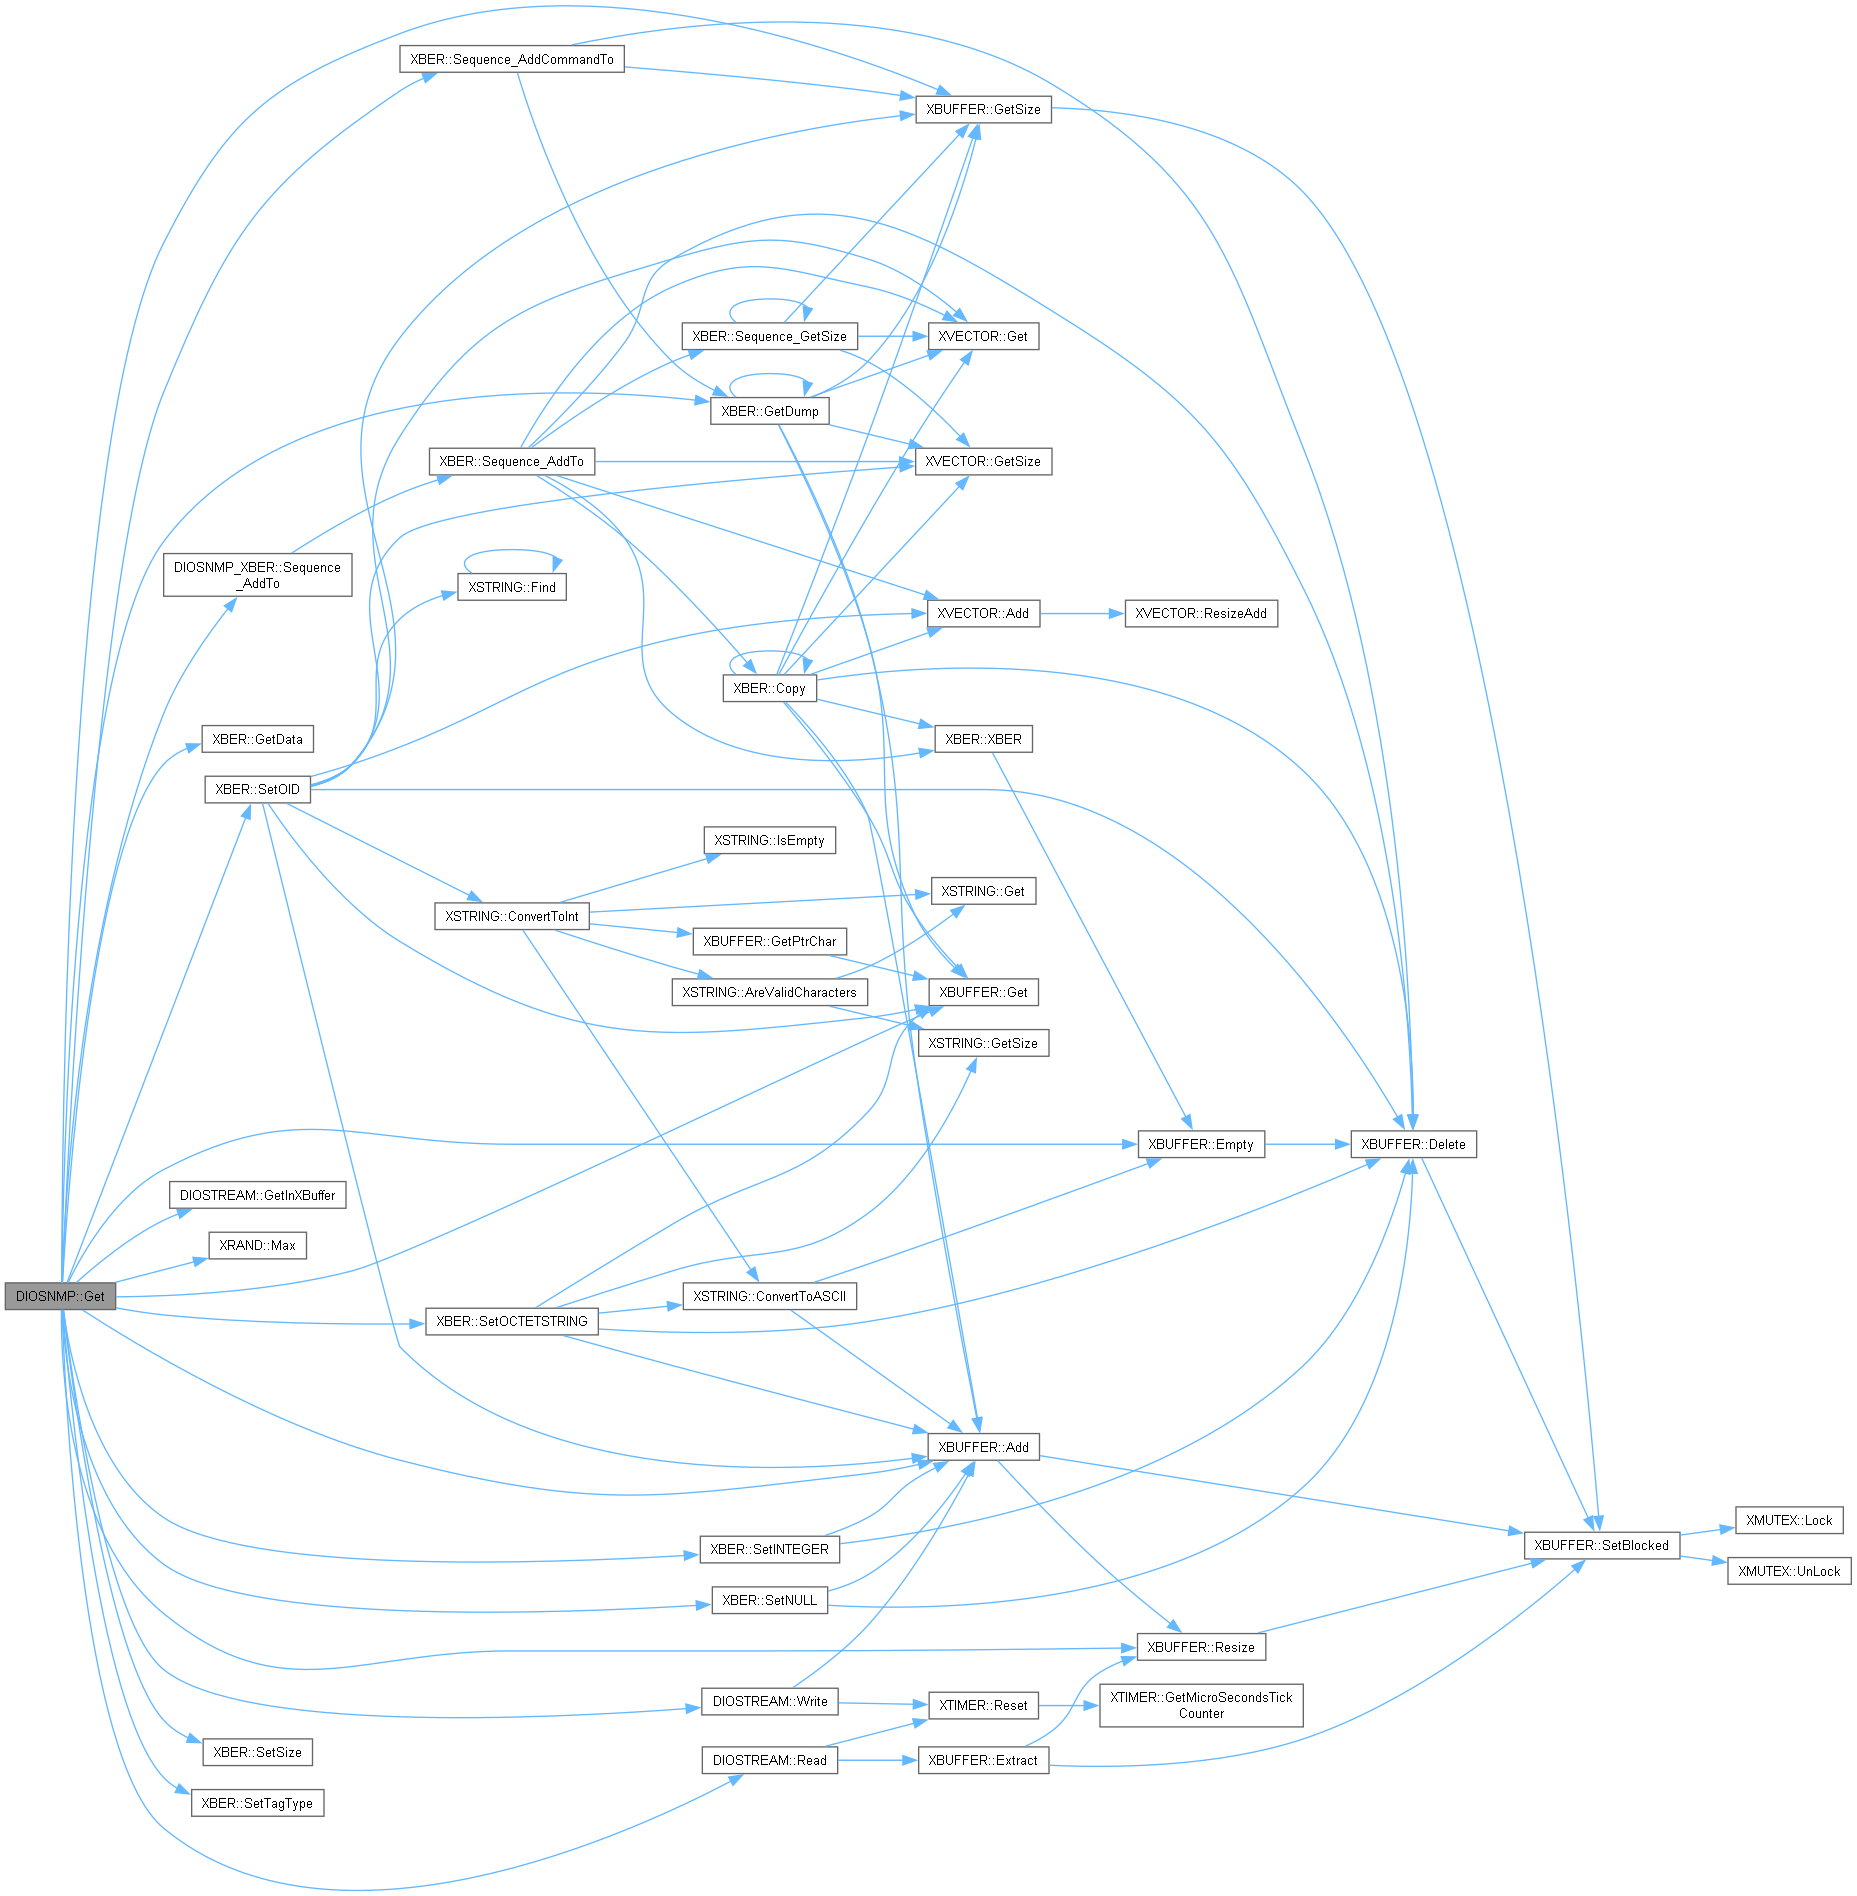 XBER::Sequence_AddCommandTo
XBUFFER::GetSize
XBER::Sequence_GetSize
XVECTOR::Get
XBER::GetDump
XBER::Sequence_AddTo
XVECTOR::GetSize
DIOSNMP_XBER::Sequence
_AddTo
XSTRING::Find
XVECTOR::Add
XVECTOR::ResizeAdd
XBER::Copy
XBER::GetData
XBER::XBER
XBER::SetOID
XSTRING::IsEmpty
XSTRING::Get
XSTRING::ConvertToInt
XBUFFER::GetPtrChar
XSTRING::AreValidCharacters
XBUFFER::Get
XSTRING::GetSize
XBUFFER::Empty
XBUFFER::Delete
DIOSTREAM::GetInXBuffer
XRAND::Max
DIOSNMP::Get
XSTRING::ConvertToASCII
XBER::SetOCTETSTRING
XBUFFER::Add
XMUTEX::Lock
XBER::SetINTEGER
XBUFFER::SetBlocked
XMUTEX::UnLock
XBER::SetNULL
XBUFFER::Resize
DIOSTREAM::Write
XTIMER::Reset
XTIMER::GetMicroSecondsTick
Counter
XBER::SetSize
DIOSTREAM::Read
XBUFFER::Extract
XBER::SetTagType